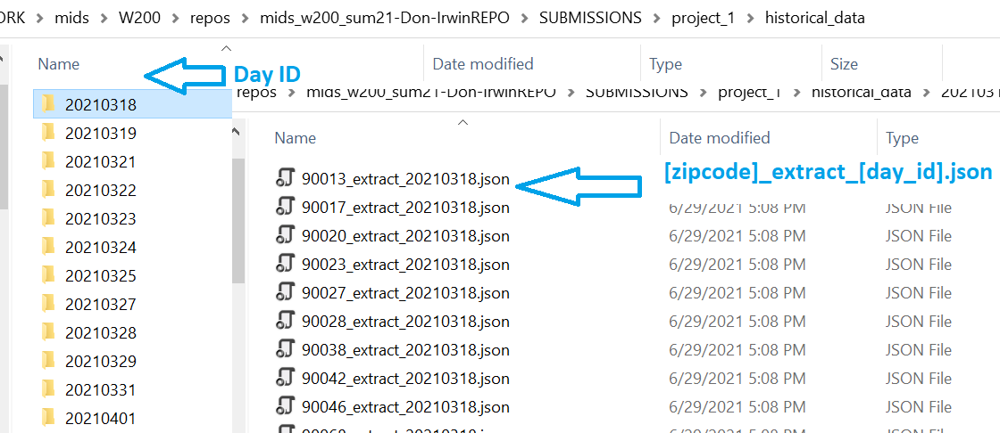 ORK > mids > W200 > repos > mids_w200_sum21-Don-IrwinREPO > SUBMISSIONS > project_1 > historical_data
Name Date modified Type Size
Day ID
repos > mids_w200_sum21-Don-IrwinREPO > SUBMISSIONS > project_1 > historical_data > 202103
20210318
20210319
20210321
20210322
20210323
20210324
20210325
20210327
20210328
20210329
20210331
20210401
Name Date modified Type
[zipcode]_extract_[day_id].json
90013_extract_20210318.json
90017_extract_20210318.json 6/29/2021 5:08 PM JSON File
90020_extract_20210318.json 6/29/2021 5:08 PM JSON File
90023_extract_20210318.json 6/29/2021 5:08 PM JSON File
90027_extract_20210318.json 6/29/2021 5:08 PM JSON File
90028_extract_20210318.json 6/29/2021 5:08 PM JSON File
90038_extract_20210318.json 6/29/2021 5:08 PM JSON File
90042_extract_20210318.json 6/29/2021 5:08 PM JSON File
90046_extract_20210318.json 6/29/2021 5:08 PM JSON File